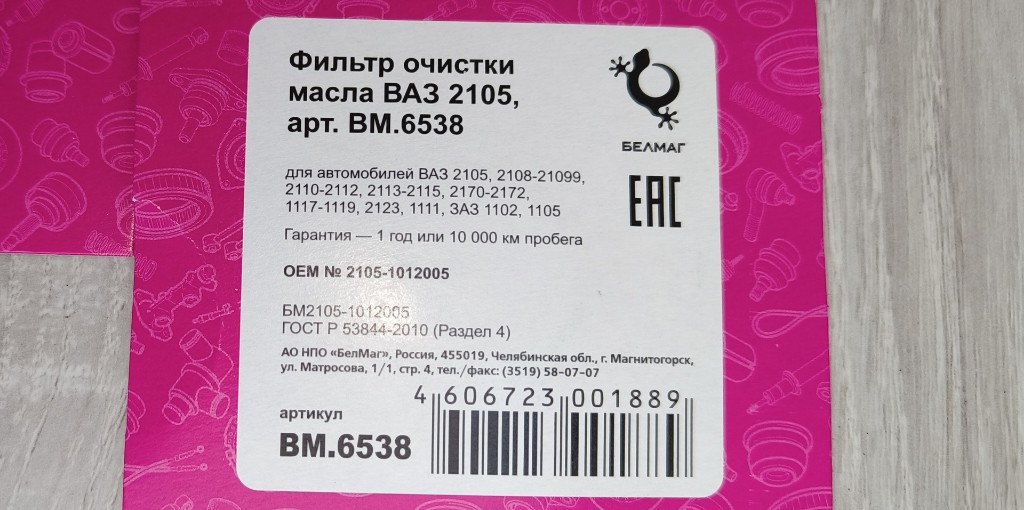 Фильтр очистки
масла ВАЗ 2105,
арт. ВМ.6538
БЕЛМАГ
для автомобилей ВАЗ 2105, 2108-21099,
2110-2112, 2113-2115, 2170-2172,
1117-1119, 2123, 1111, ЗАЗ 1102, 1105
EAC
Гарантия — 1 год или 10 000 км пробега
ОЕМ № 2105-1012005
БМ2105-1012005
ГОСТ Р 53844-2010 (Раздел 4)
АО НПО «БелМаг», Россия, 455019, Челябинская обл., г. Магнитогорск,
ул. Матросова, 1/1, стр. 4, тел./факс: (3519) 58-07-07
4 606723 001889
артикул
ВМ.6538